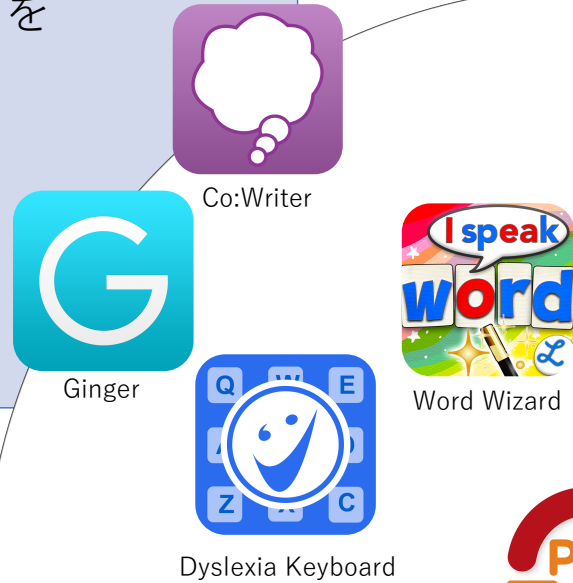 を
Co:Writer
G
Ginger
I speak
word
L
Word Wizard
Q W E
A D
Z X C
Dyslexia Keyboard
P